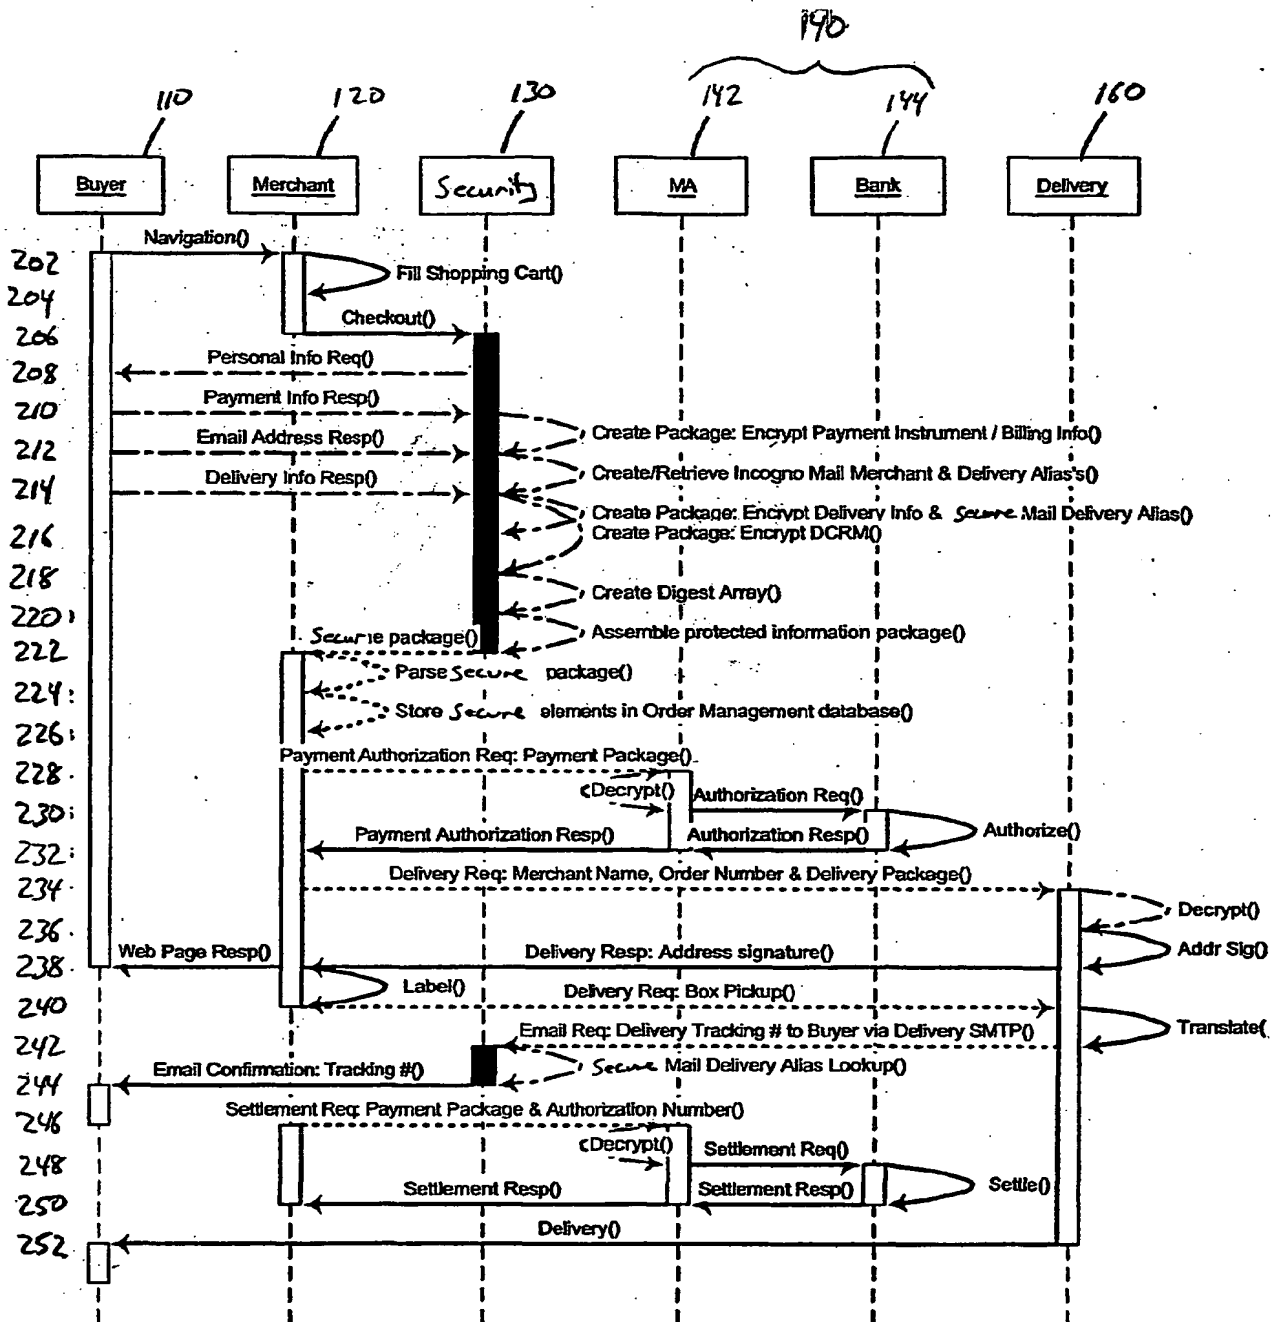 140
110 120 130 142 144 160
Buyer Merchant Security MA Bank Delivery
202 Navigation()
Fill Shopping Cart()
204
Checkout()
206
208 Personal Info Req()
210 Payment Info Resp()
Create Package: Encrypt Payment Instrument / Billing Info()
212 Email Address Resp()
Create/Retrieve Incogno Mail Merchant & Delivery Alias's()
214 Delivery Info Resp()
Create Package: Encrypt Delivery Info & Secure Mail Delivery Alias()
216 Create Package: Encrypt DCRM()
218
Create Digest Array()
220:
Assemble protected information package()
222 Securie package()
Parse Secure package()
224:
Store Secure elements in Order Management database()
226:
Payment Authorization Req: Payment Package()
228.
Decrypt() Authorization Req()
230:
Authorize()
232: Payment Authorization Resp() Authorization Resp()
234. Delivery Req: Merchant Name, Order Number & Delivery Package()
Decrypt()
236.
Addr Sig()
238. Web Page Resp() Delivery Resp: Address signature()
Label()
240 Delivery Req: Box Pickup()
Translate(
242 Email Req: Delivery Tracking # to Buyer via Delivery SMTP()
Secure Mail Delivery Alias Lookup()
244 Email Confirmation: Tracking #()
246 Settlement Req: Payment Package & Authorization Number()
Decrypt() Settlement Req()
248
Settle()
250 Settlement Resp() Settlement Resp()
252 Delivery()